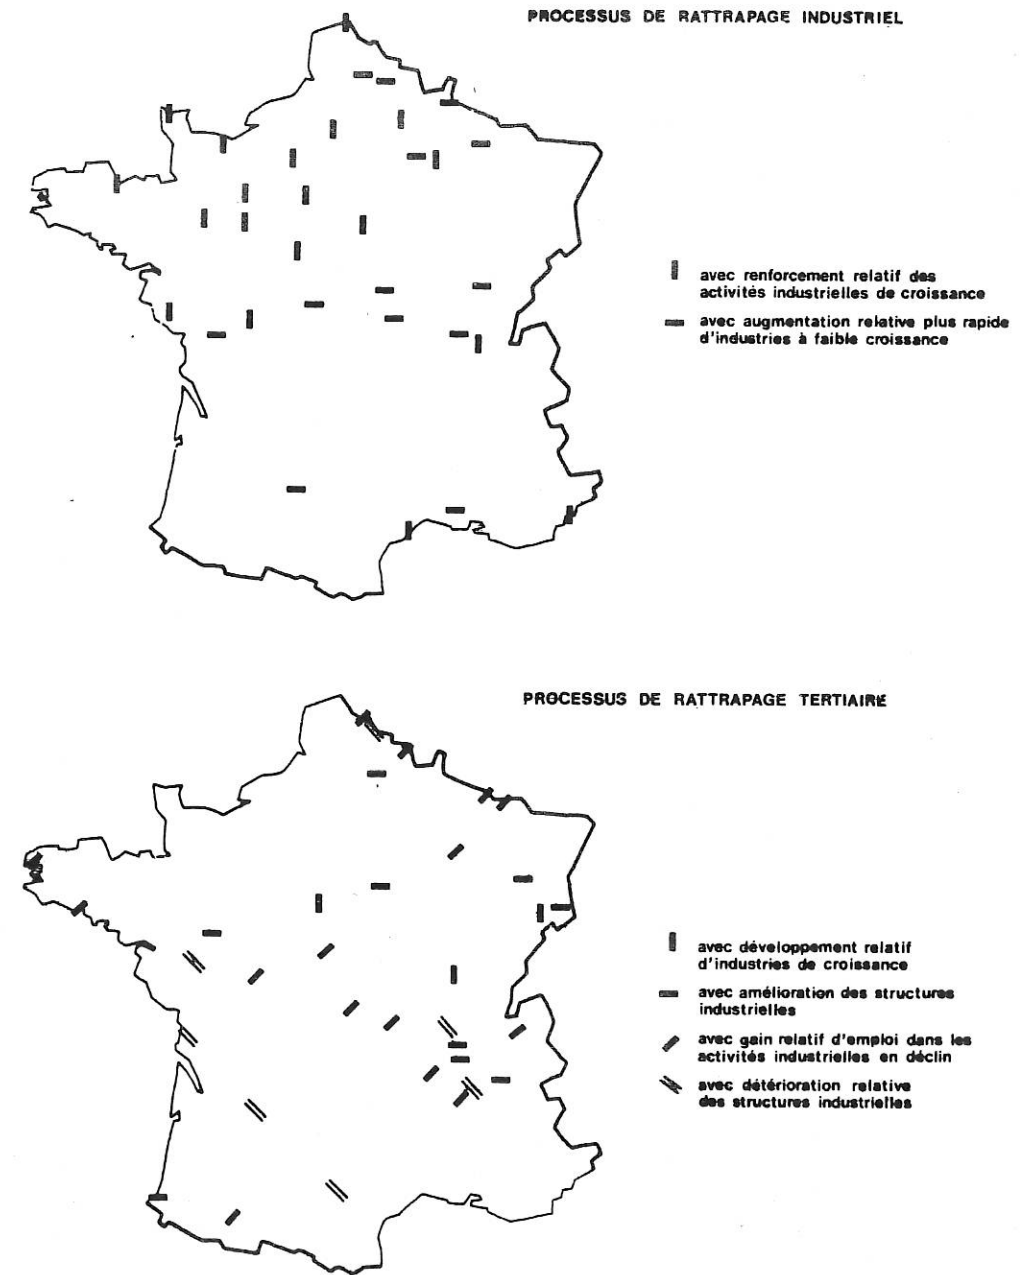 PROCESSUS DE RATTRAPAGE INDUSTRIEL
avec renforcement relatif des
activités industrielles de croissance
avec augmentation relative plus rapide
d'industries à faible croissance
PROCESSUS DE RATTRAPAGE TERTIAIRE
avec développement relatif
d'industries de croissance
avec amélioration des structures
industrielles
avec gain relatif d'emploi dans les
activités industrielles en déclin
avec détérioration relative
des structures industrielles